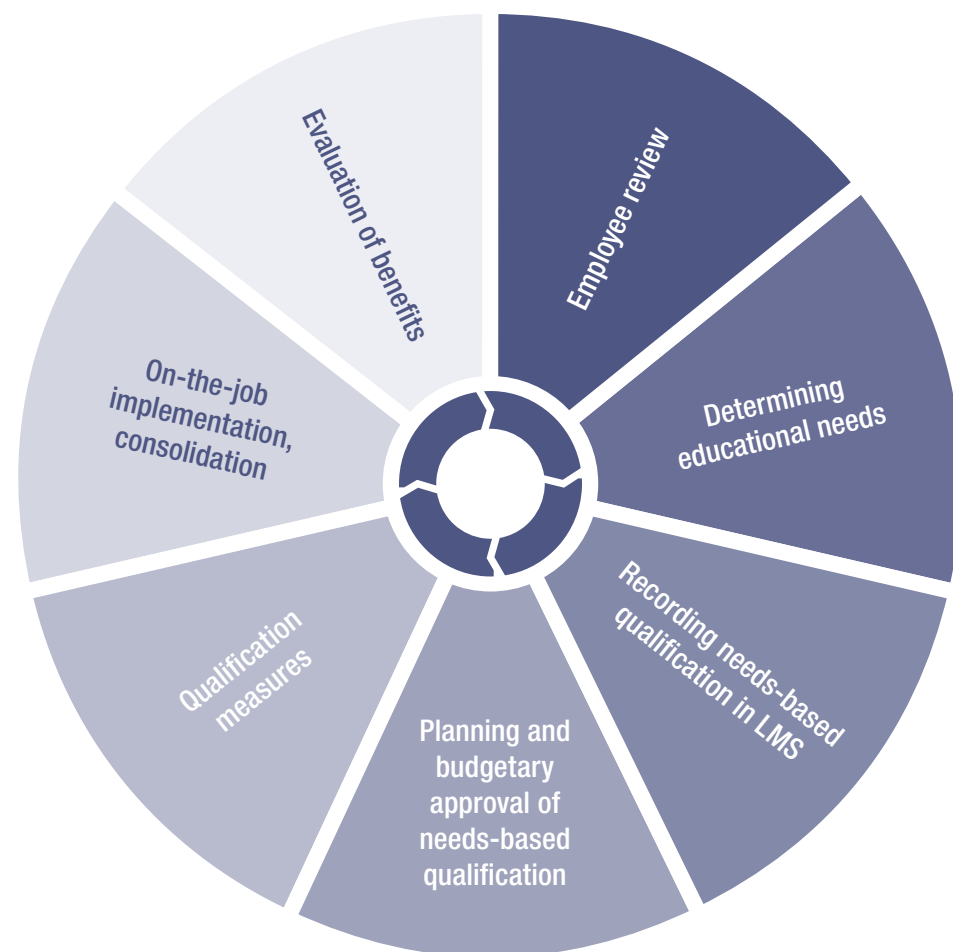 Employee review
Determining
educational needs
Recording needs-based
qualification in LMS
Planning and
budgetary
approval of
needs-based
qualification
Qualification
measures
On-the-job
implementation,
consolidation
Evaluation of benefits